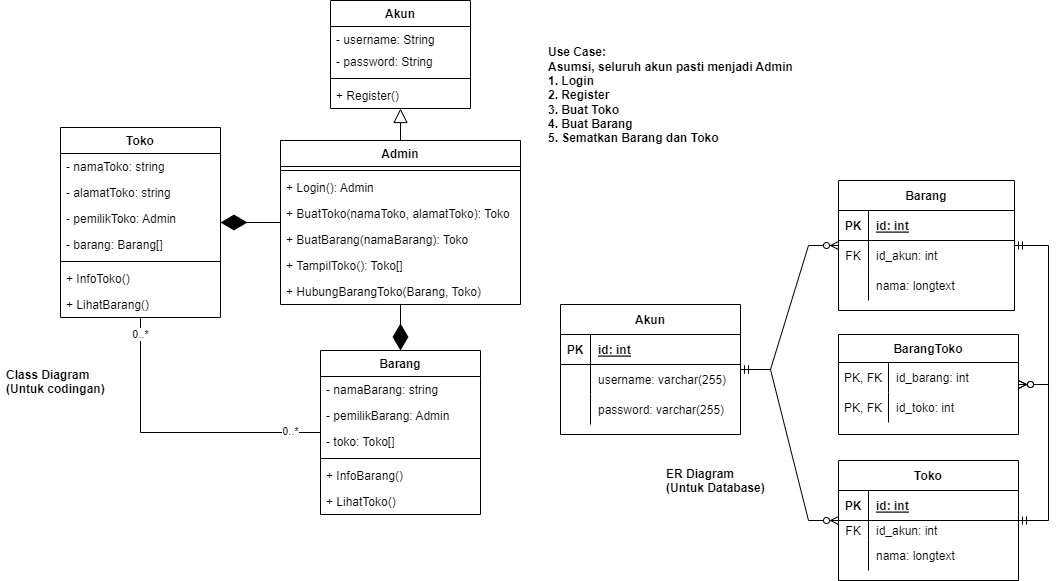 Akun
- username: String
- password: String
+ Register()
Use Case:
Asumsi, seluruh akun pasti menjadi Admin
1. Login
2. Register
3. Buat Toko
4. Buat Barang
5. Sematkan Barang dan Toko
Toko
- namaToko: string
- alamatToko: string
- pemilikToko: Admin
- barang: Barang[]
+ InfoToko()
+ LihatBarang()
Admin
+ Login(): Admin
+ BuatToko(namaToko, alamatToko): Toko
+ BuatBarang(namaBarang): Toko
+ TampilToko(): Toko[]
+ HubungBarangToko(Barang, Toko)
0..*
0..*
Class Diagram
(Untuk codingan)
Barang
- namaBarang: string
- pemilikBarang: Admin
- toko: Toko[]
+ InfoBarang()
+ LihatToko()
Akun
PK id: int
username: varchar(255)
password: varchar(255)
ER Diagram
(Untuk Database)
Barang
PK id: int
FK id_akun: int
nama: longtext
BarangToko
PK, FK id_barang: int
PK, FK id_toko: int
Toko
PK id: int
FK id_akun: int
nama: longtext